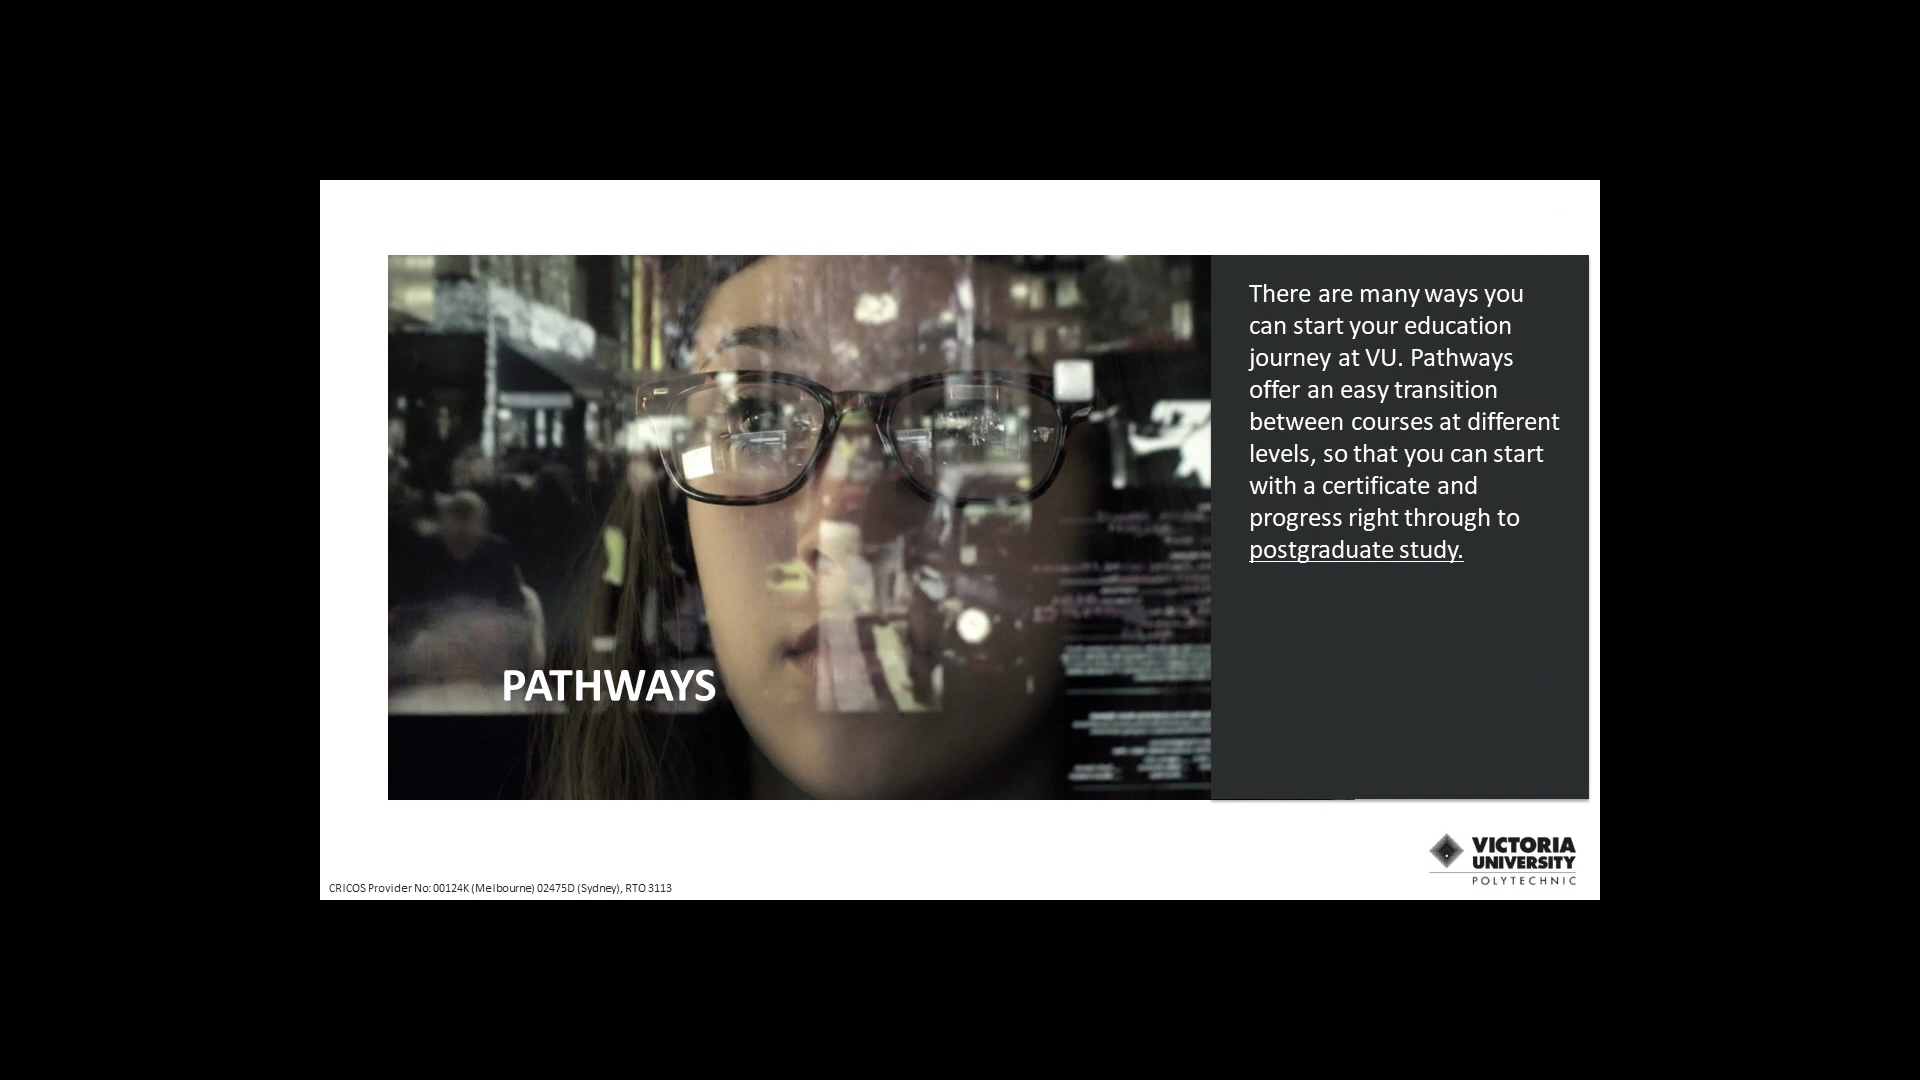 There are many ways you
can start your education
journey at VU. Pathways
offer an easy transition
between courses at different
levels, so that you can start
with a certificate and
progress right through to
postgraduate study.
PATHWAYS
VICTORIA
UNIVERSITY
POLYTECHNIC
CRICOS Provider No: 00124K (Melbourne) 02475D (Sydney), RTO 3113